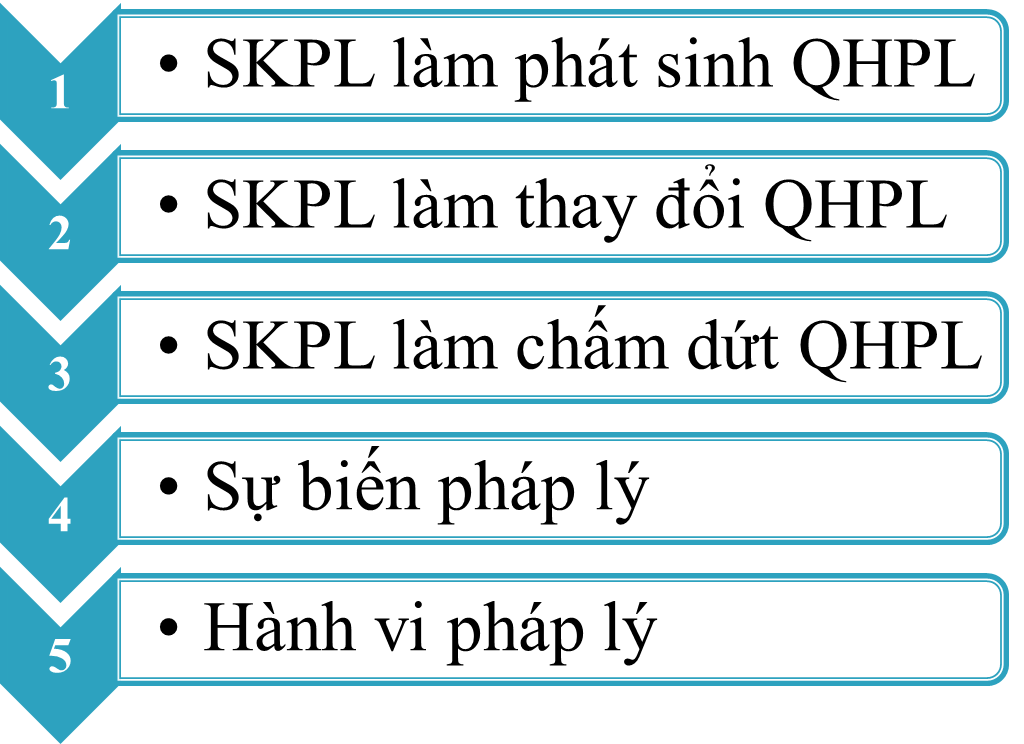 1
• SKPL làm phát sinh QHPL
2
• SKPL làm thay đổi QHPL
3
• SKPL làm chấm dứt QHPL
4
• Sự biến pháp lý
5
• Hành vi pháp lý